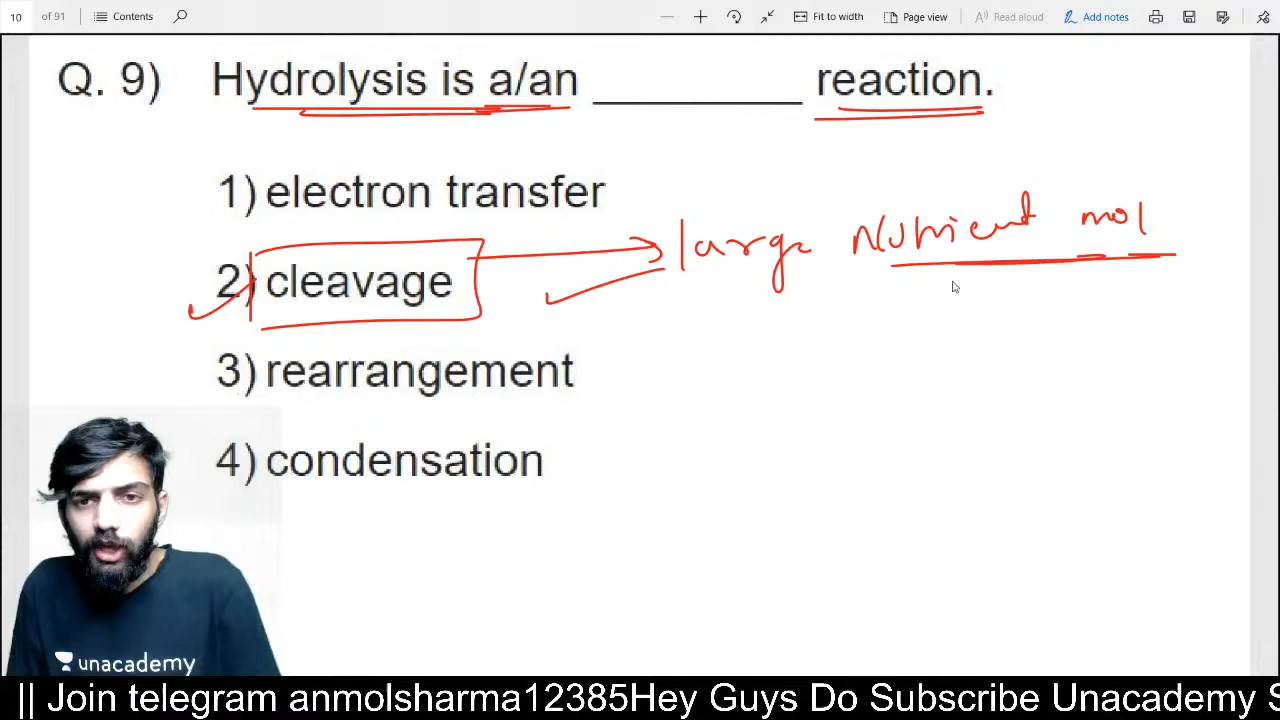 10 of 91 Contents Fit to width Page view Read aloud Add notes
Q. 9) Hydrolysis is a/an __________ reaction.
1) electron transfer
large Nutrient mol
2) cleavage
3) rearrangement
4) condensation
unacademy
|| Join telegram anmolsharma12385Hey Guys Do Subscribe Unacademy S